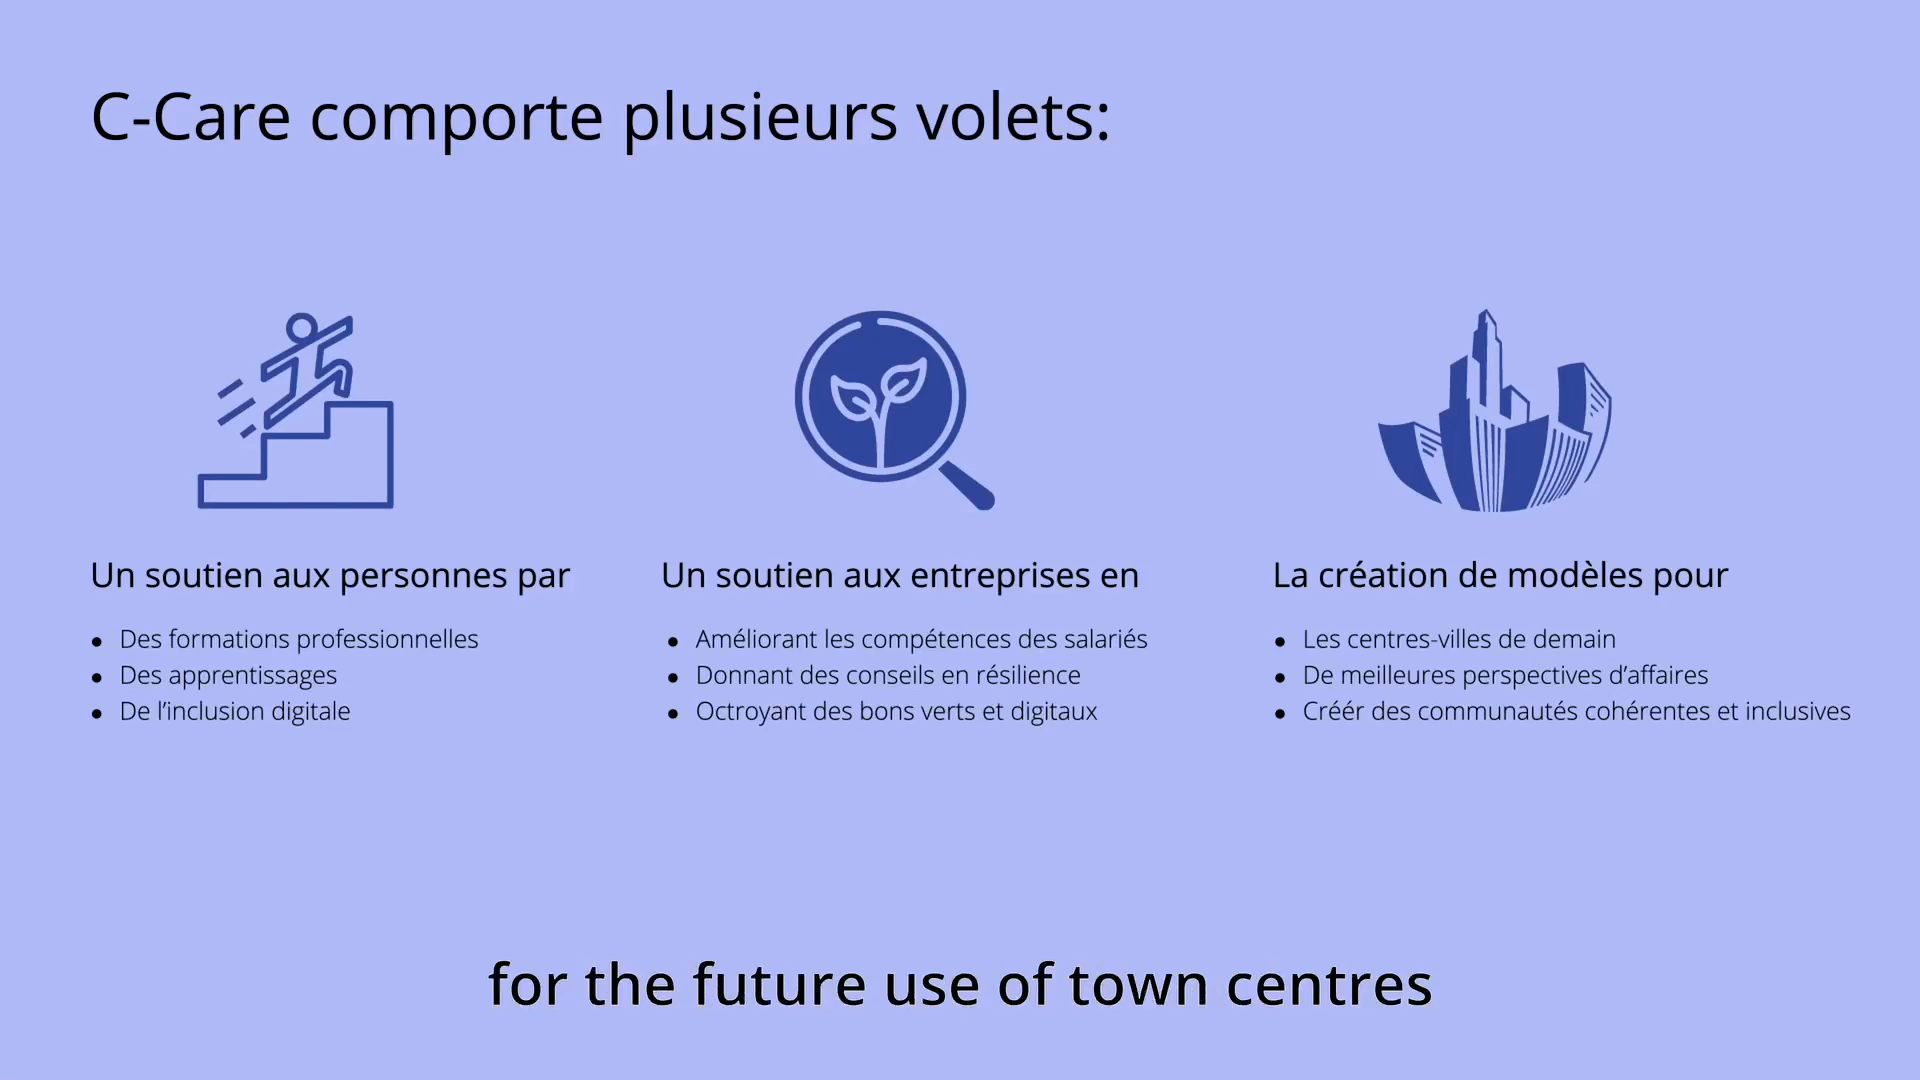 C-Care comporte plusieurs volets:
Un soutien aux personnes par
Des formations professionnelles
Des apprentissages
De l’inclusion digitale
Un soutien aux entreprises en
Améliorant les compétences des salariés
Donnant des conseils en résilience
Octroyant des bons verts et digitaux
La création de modèles pour
Les centres-villes de demain
De meilleures perspectives d’affaires
Créér des communautés cohérentes et inclusives
for the future use of town centres